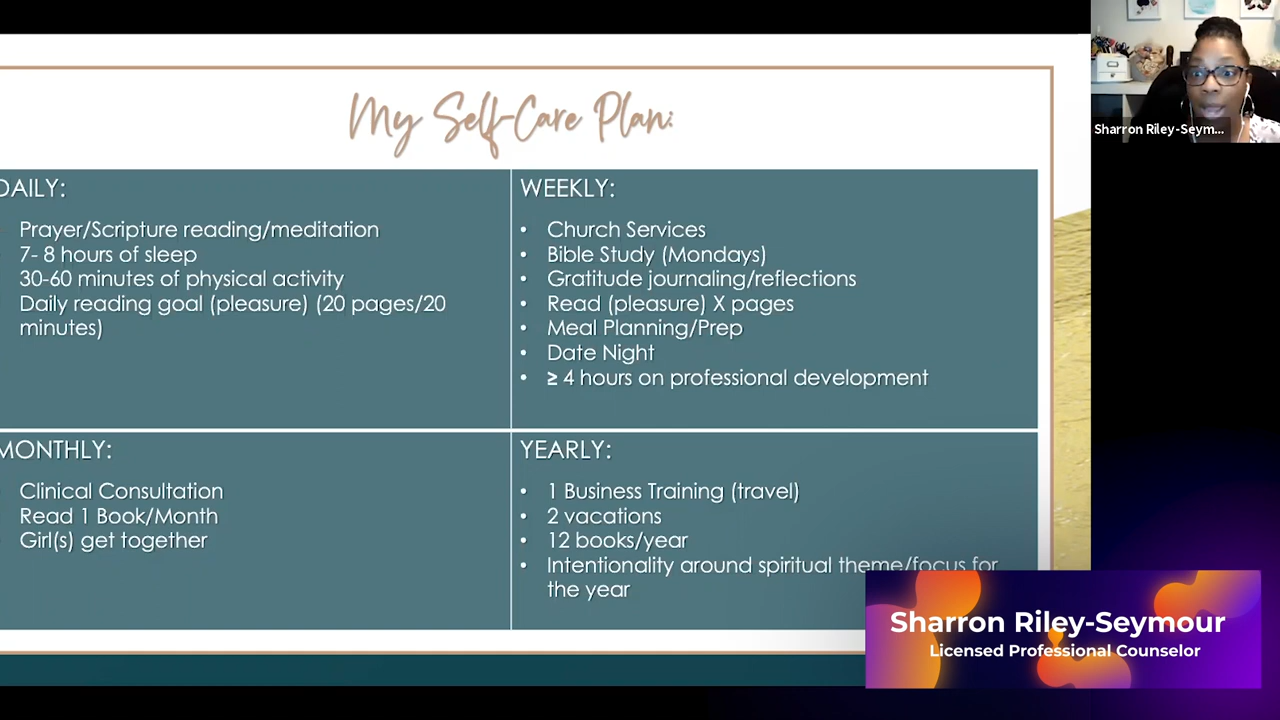 My Self-Care Plan:
DAILY:
Prayer/Scripture reading/meditation
7- 8 hours of sleep
30-60 minutes of physical activity
Daily reading goal (pleasure) (20 pages/20
minutes)
WEEKLY:
• Church Services
• Bible Study (Mondays)
• Gratitude journaling/reflections
• Read (pleasure) X pages
• Meal Planning/Prep
• Date Night
• ≥ 4 hours on professional development
MONTHLY:
Clinical Consultation
Read 1 Book/Month
Girl(s) get together
YEARLY:
• 1 Business Training (travel)
• 2 vacations
• 12 books/year
• Intentionality around spiritual theme/focus for
the year
Sharron Riley-Seym...
Sharron Riley-Seymour
Licensed Professional Counselor